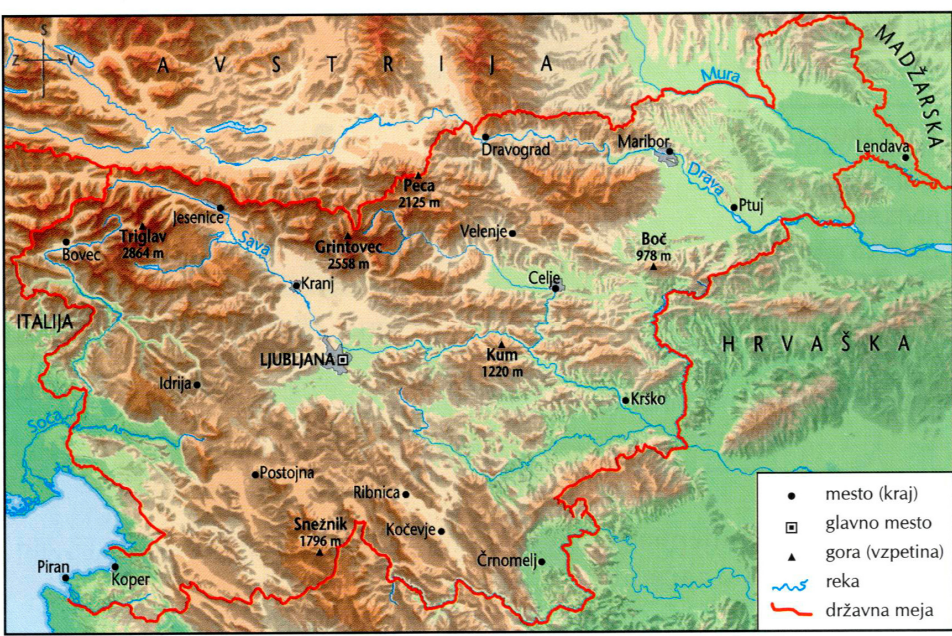 S
Z V
AVSTRIJA
MADŽARSKA
Mura
Dravograd
Maribor
Lendava
Drava
Peca
2125 m
Ptuj
Jesenice
Triglav
2864 m
Bovec
Sava
Grintovec
2558 m
Velenje
Boč
978 m
Celje
Kranj
ITALIJA
HRVAŠKA
LJUBLJANA
Kum
1220 m
Idrija
Krško
Soča
Postojna
Ribnica
Snežnik
1796 m
Kočevje
Črnomelj
Piran
Koper
mesto (kraj)
glavno mesto
gora (vzpetina)
reka
državna meja